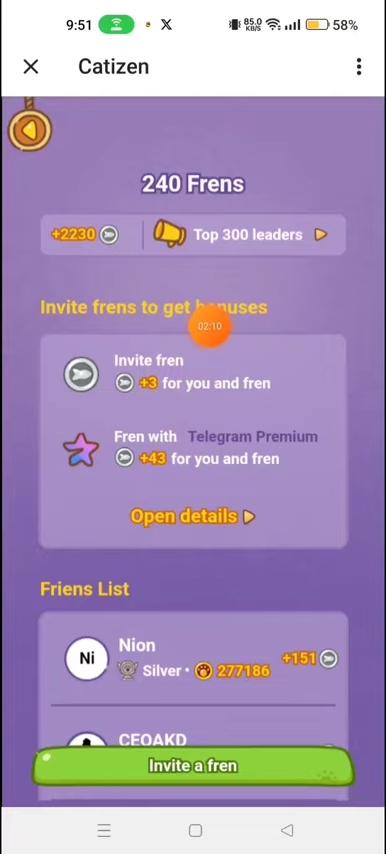 9:51 85.0 KB/S 58%
Catizen
240 Frens
+2230 Top 300 leaders
Invite frens to get bonuses
02:10
Invite fren
+3 for you and fren
Fren with Telegram Premium
+43 for you and fren
Open details
Friens List
Nion
Ni
Silver • 277186 +151
CEOAKD
Invite a fren